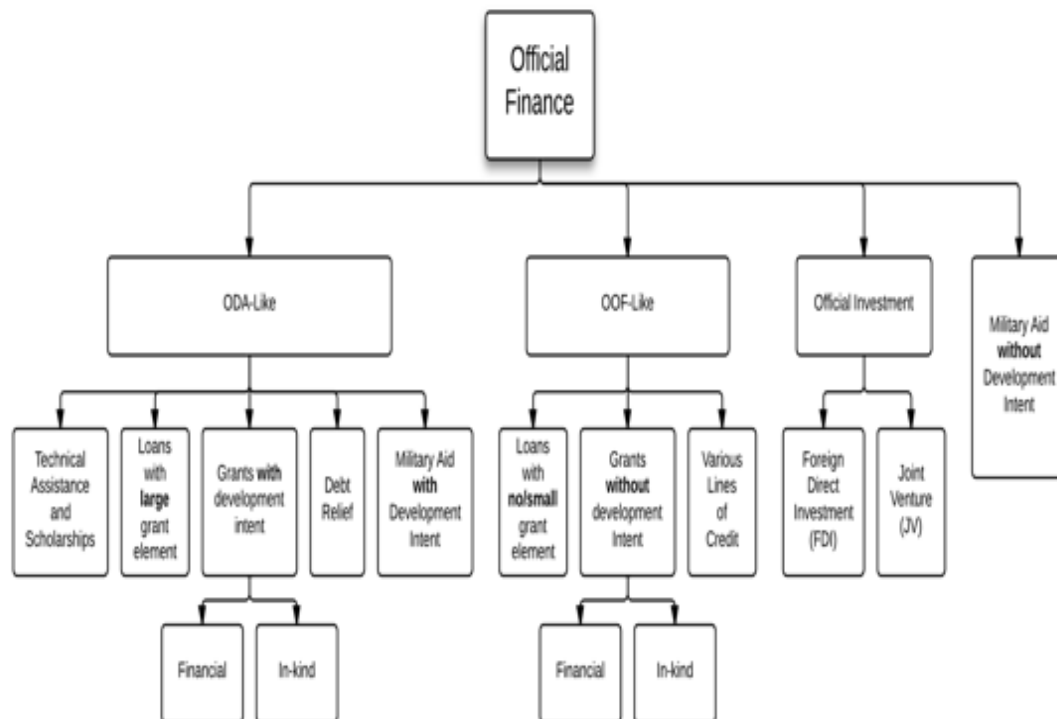 Official
Finance
ODA-Like
OOF-Like
Official Investment
Military Aid
without
Development
Intent
Technical
Assistance
and
Scholarships
Loans
with
large
grant
element
Grants with
development
intent
Debt
Relief
Military Aid
with
Development
Intent
Loans
with
no/small
grant
element
Grants
without
development
Intent
Various
Lines
of
Credit
Foreign
Direct
Investment
(FDI)
Joint
Venture
(JV)
Financial
In-kind
Financial
In-kind